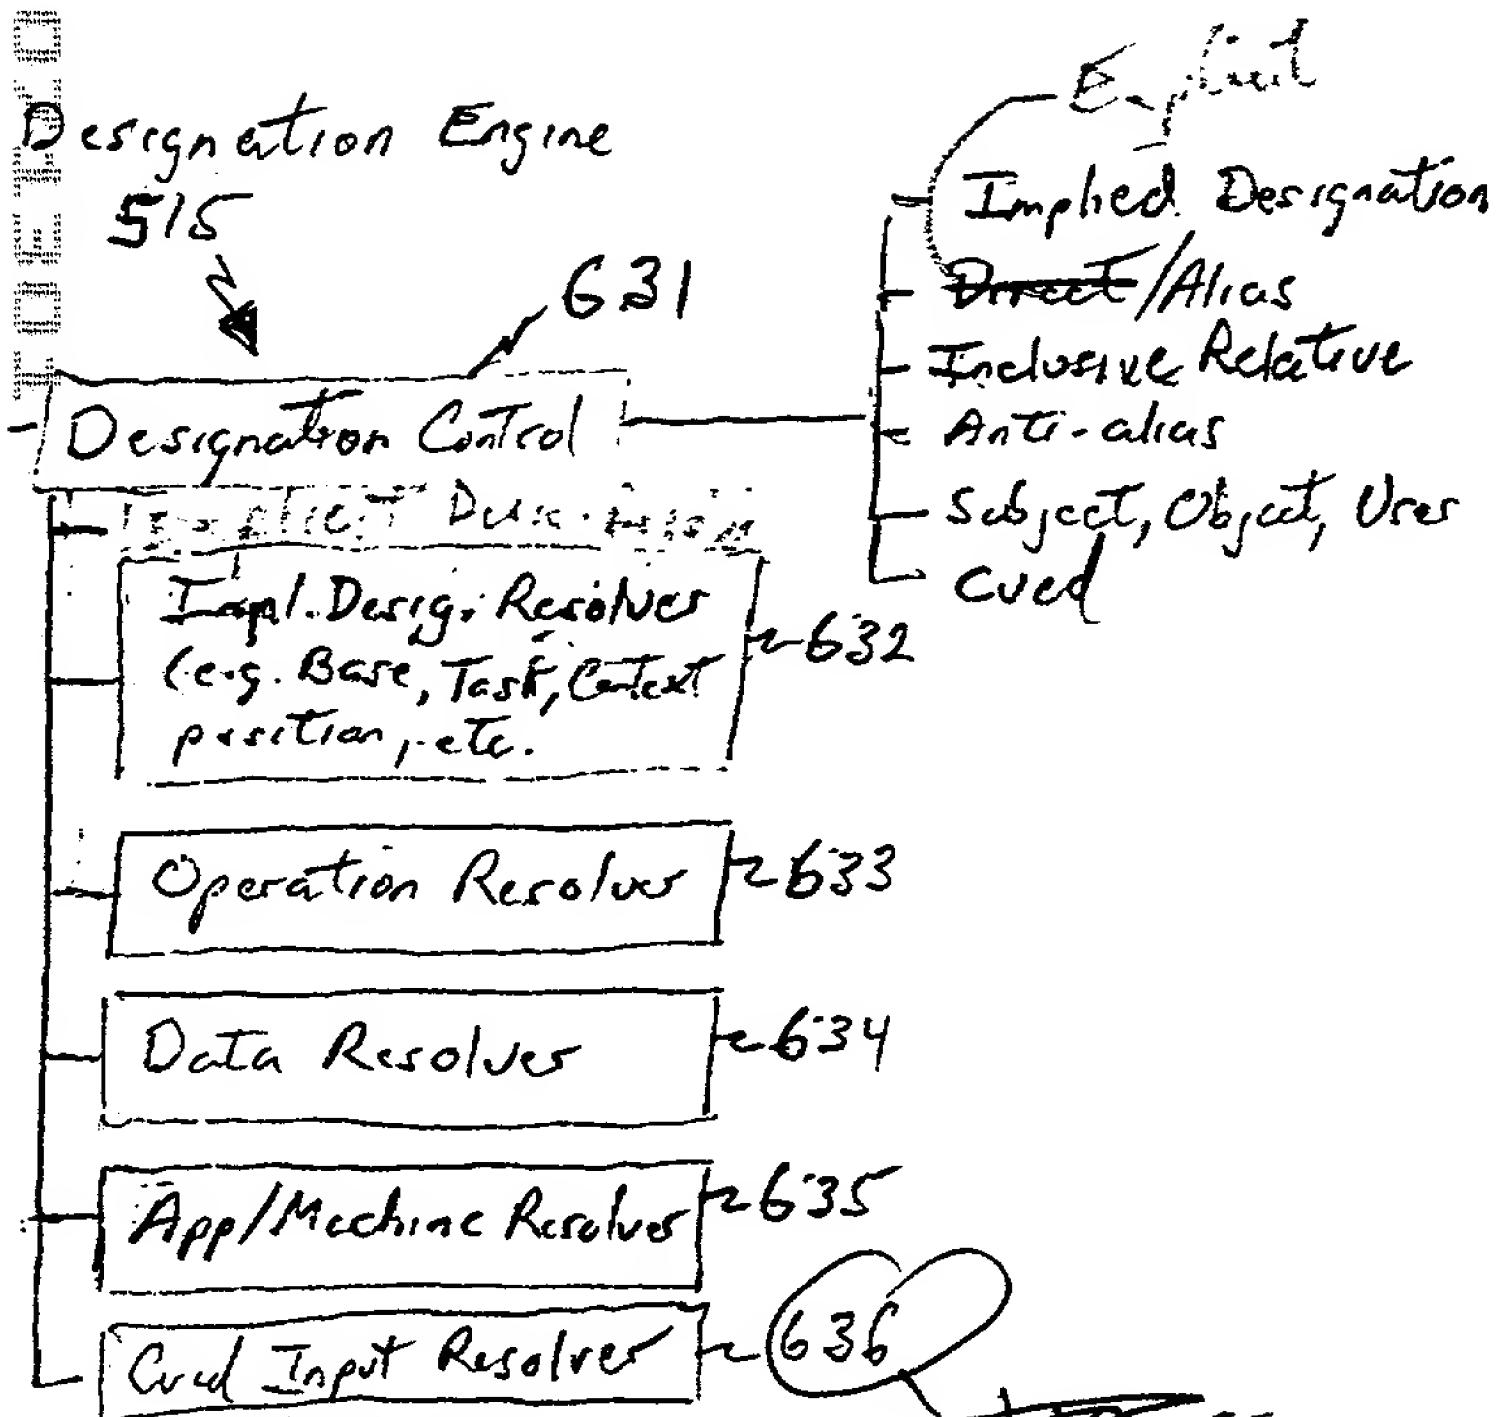 Explicit
Designation Engine
515
631
Implied Designation
Direct/Alias
Inclusive Relative
Anti-alias
Subject, Object, User
Cued
Designation Control
Impl. Desig. Resolver
(e.g. Base, Task, Context
position, etc.
632
Operation Resolver
633
Data Resolver
634
App/Machine Resolver
635
Cued Input Resolver
636